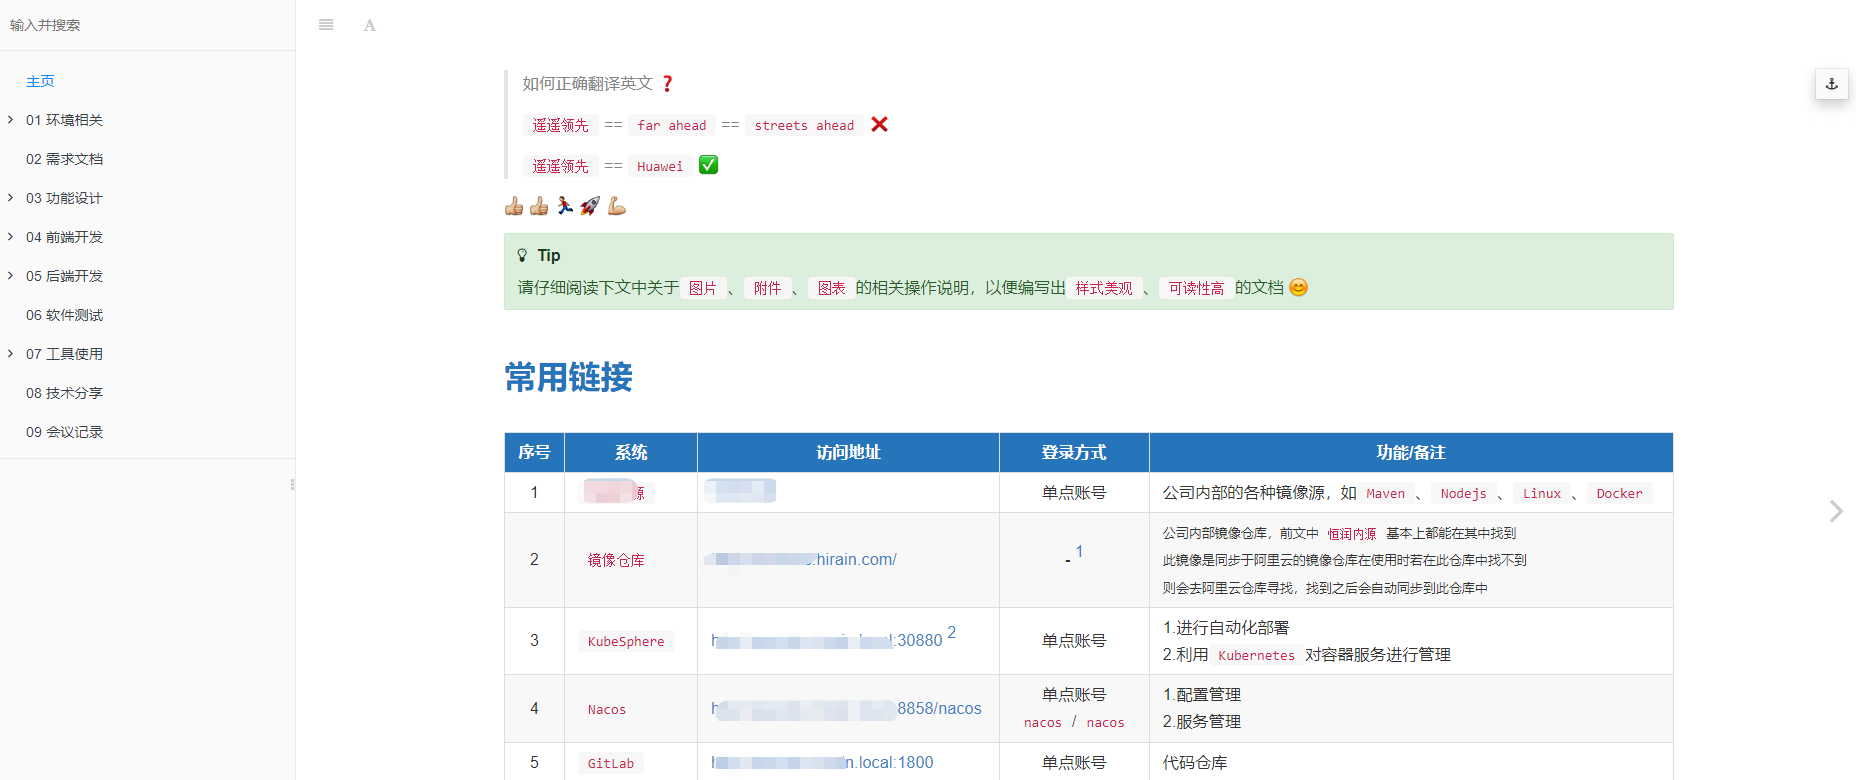 输入并搜索
A
主页
01 环境相关
02 需求文档
03 功能设计
04 前端开发
05 后端开发
06 软件测试
07 工具使用
08 技术分享
09 会议记录
如何正确翻译英文 ❓
遥遥领先 == far ahead == streets ahead ❌
遥遥领先 == Huawei ✅
Tip
请仔细阅读下文中关于 图片 、 附件 、 图表 的相关操作说明，以便编写出 样式美观 、 可读性高 的文档 😊
常用链接
序号 系统 访问地址 登录方式 功能/备注
1 源 单点账号 公司内部的各种镜像源，如 Maven 、 Nodejs 、 Linux 、 Docker
公司内部镜像仓库，前文中 恒润内源 基本上都能在其中找到
2 镜像仓库 .hirain.com/ - 1 此镜像是同步于阿里云的镜像仓库在使用时若在此仓库中找不到
则会去阿里云仓库寻找，找到之后会自动同步到此仓库中
3 KubeSphere :30880 2 单点账号 1.进行自动化部署
2.利用 Kubernetes 对容器服务进行管理
4 Nacos 8858/nacos 单点账号 1.配置管理
nacos / nacos 2.服务管理
5 GitLab n.local:1800 单点账号 代码仓库